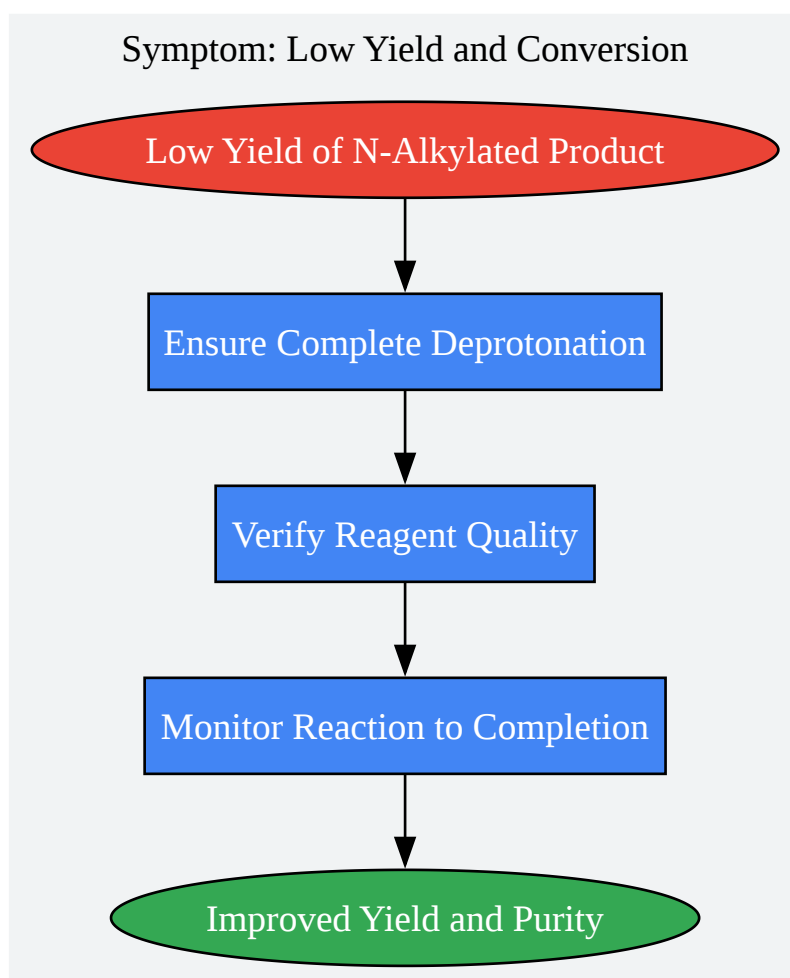 Symptom: Low Yield and Conversion
Low Yield of N-Alkylated Product
Ensure Complete Deprotonation
Verify Reagent Quality
Monitor Reaction to Completion
Improved Yield and Purity